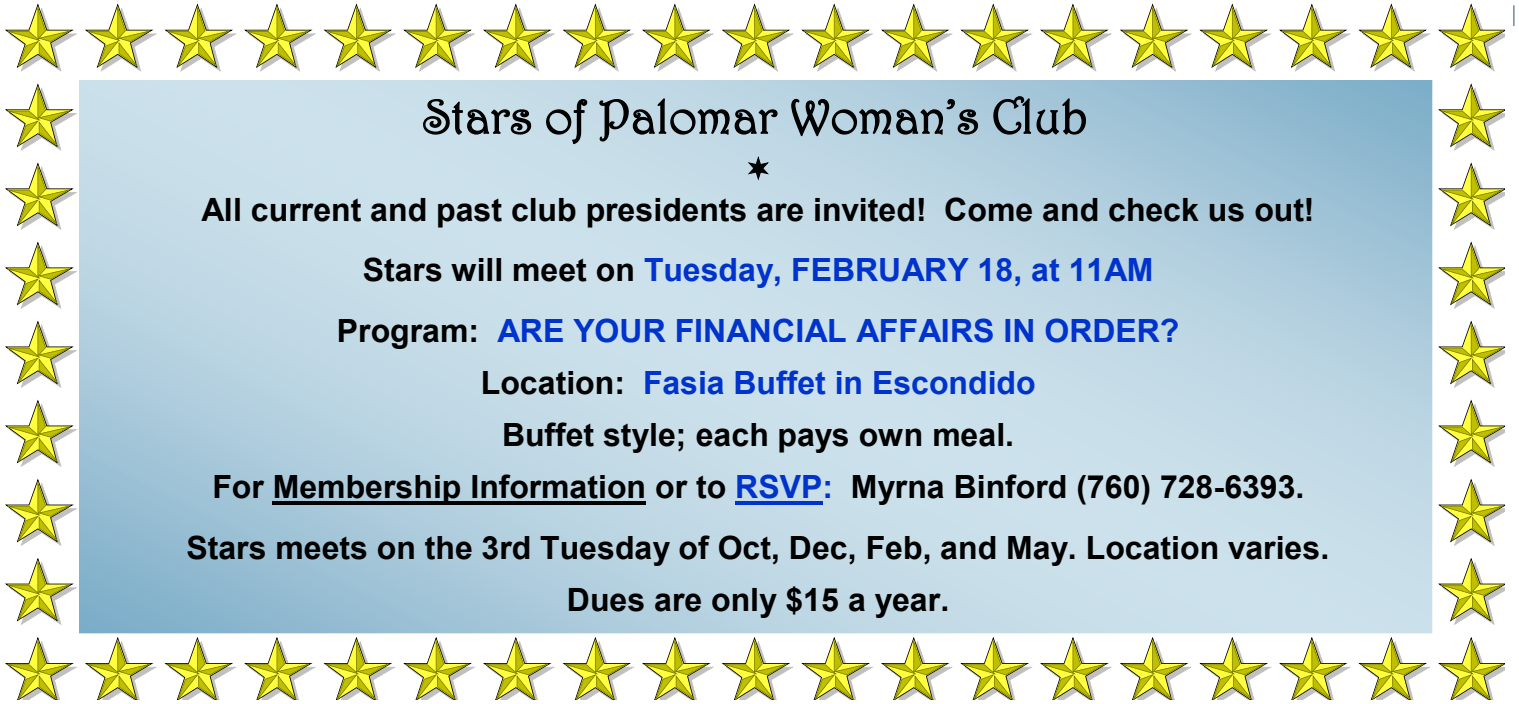 Stars of Palomar Woman's Club
✶
All current and past club presidents are invited!  Come and check us out!
Stars will meet on Tuesday, FEBRUARY 18, at 11AM
Program:  ARE YOUR FINANCIAL AFFAIRS IN ORDER?
Location:  Fasia Buffet in Escondido
Buffet style; each pays own meal.
For Membership Information or to RSVP:  Myrna Binford (760) 728-6393.
Stars meets on the 3rd Tuesday of Oct, Dec, Feb, and May. Location varies.
Dues are only $15 a year.